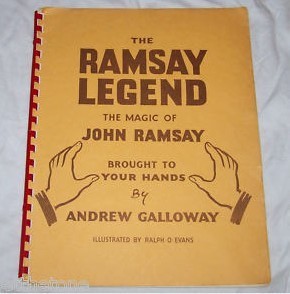 THE
RAMSAY
LEGEND
THE MAGIC OF
JOHN RAMSAY
BROUGHT TO
YOUR HANDS
By
ANDREW GALLOWAY
ILLUSTRATED BY RALPH O EVANS